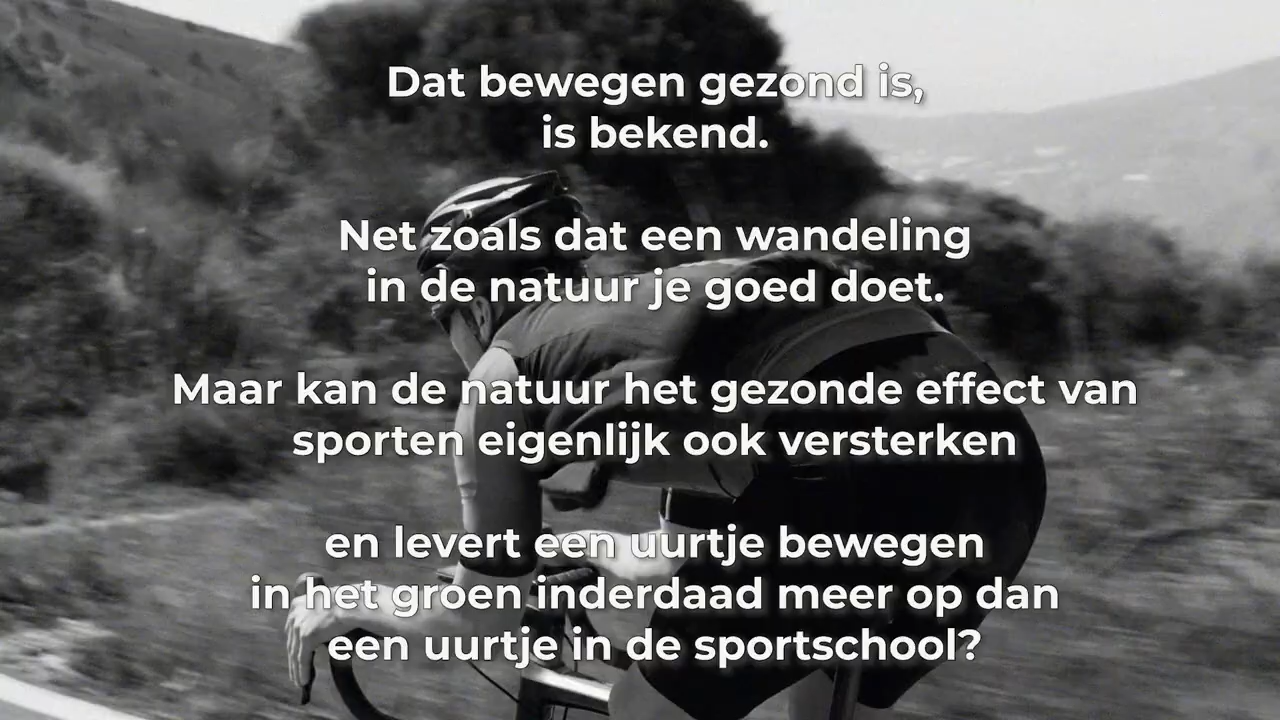 Dat bewegen gezond is,
is bekend.
Net zoals dat een wandeling
in de natuur je goed doet.
Maar kan de natuur het gezonde effect van
sporten eigenlijk ook versterken
en levert een uurtje bewegen
in het groen inderdaad meer op dan
een uurtje in de sportschool?